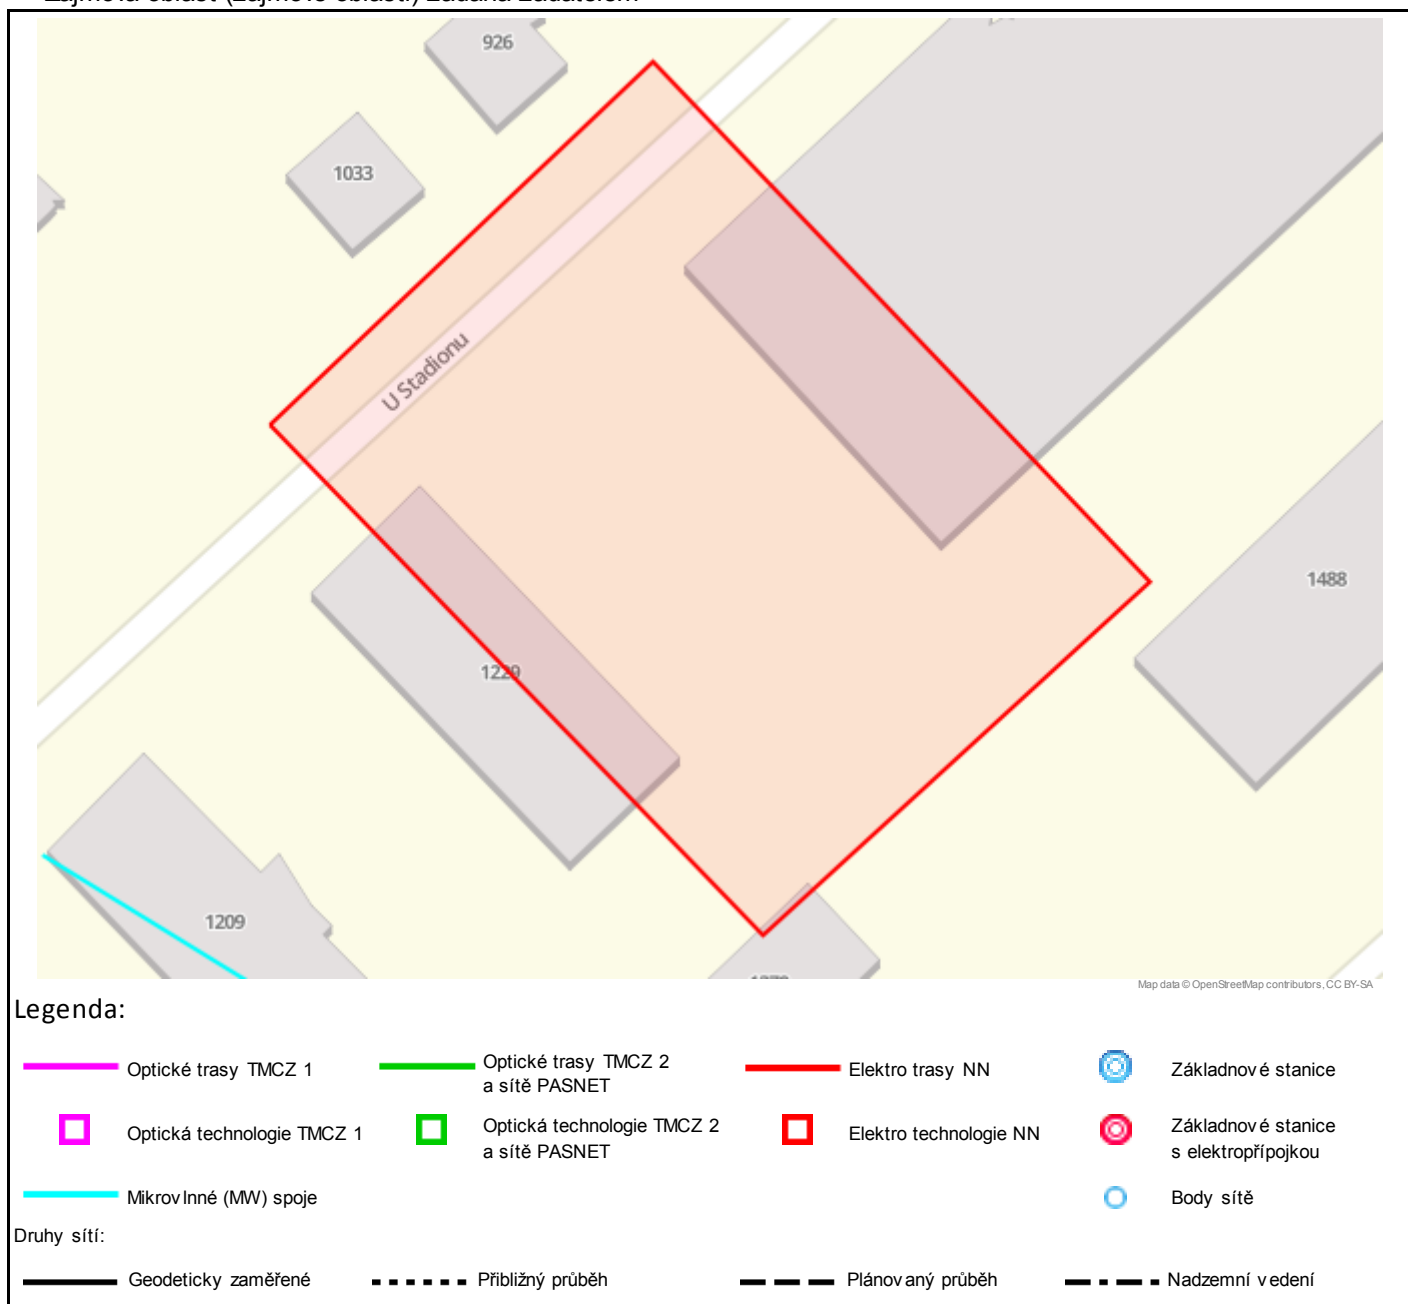 926
1033
U Stadionu
1488
1229
1209
Map data © OpenStreetMap contributors, CC BY-SA
Legenda:
Optické trasy TMCZ 1
Optické trasy TMCZ 2
a sítě PASNET
Elektro trasy NN
Základnové stanice
Optická technologie TMCZ 1
Optická technologie TMCZ 2
a sítě PASNET
Elektro technologie NN
Základnové stanice
s elektropřípojkou
Mikrovlnné (MW) spoje
Body sítě
Druhy sítí:
Geodeticky zaměřené
Přibližný průběh
Plánovaný průběh
Nadzemní vedení